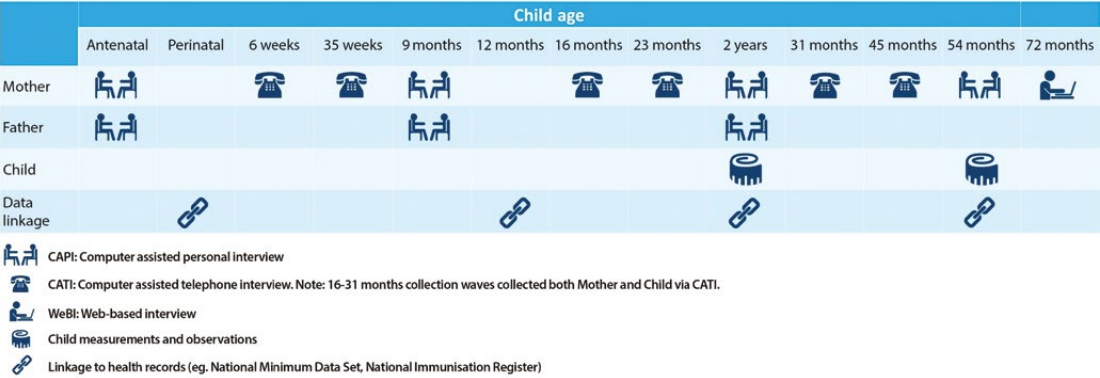 Child age
Antenatal Perinatal 6 weeks 35 weeks 9 months 12 months 16 months 23 months 2 years 31 months 45 months 54 months 72 months
Mother
Father
Child
Data
linkage
CAPI: Computer assisted personal interview
CATI: Computer assisted telephone interview. Note: 16-31 months collection waves collected both Mother and Child via CATI.
WeBI: Web-based interview
Child measurements and observations
Linkage to health records (eg. National Minimum Data Set, National Immunisation Register)